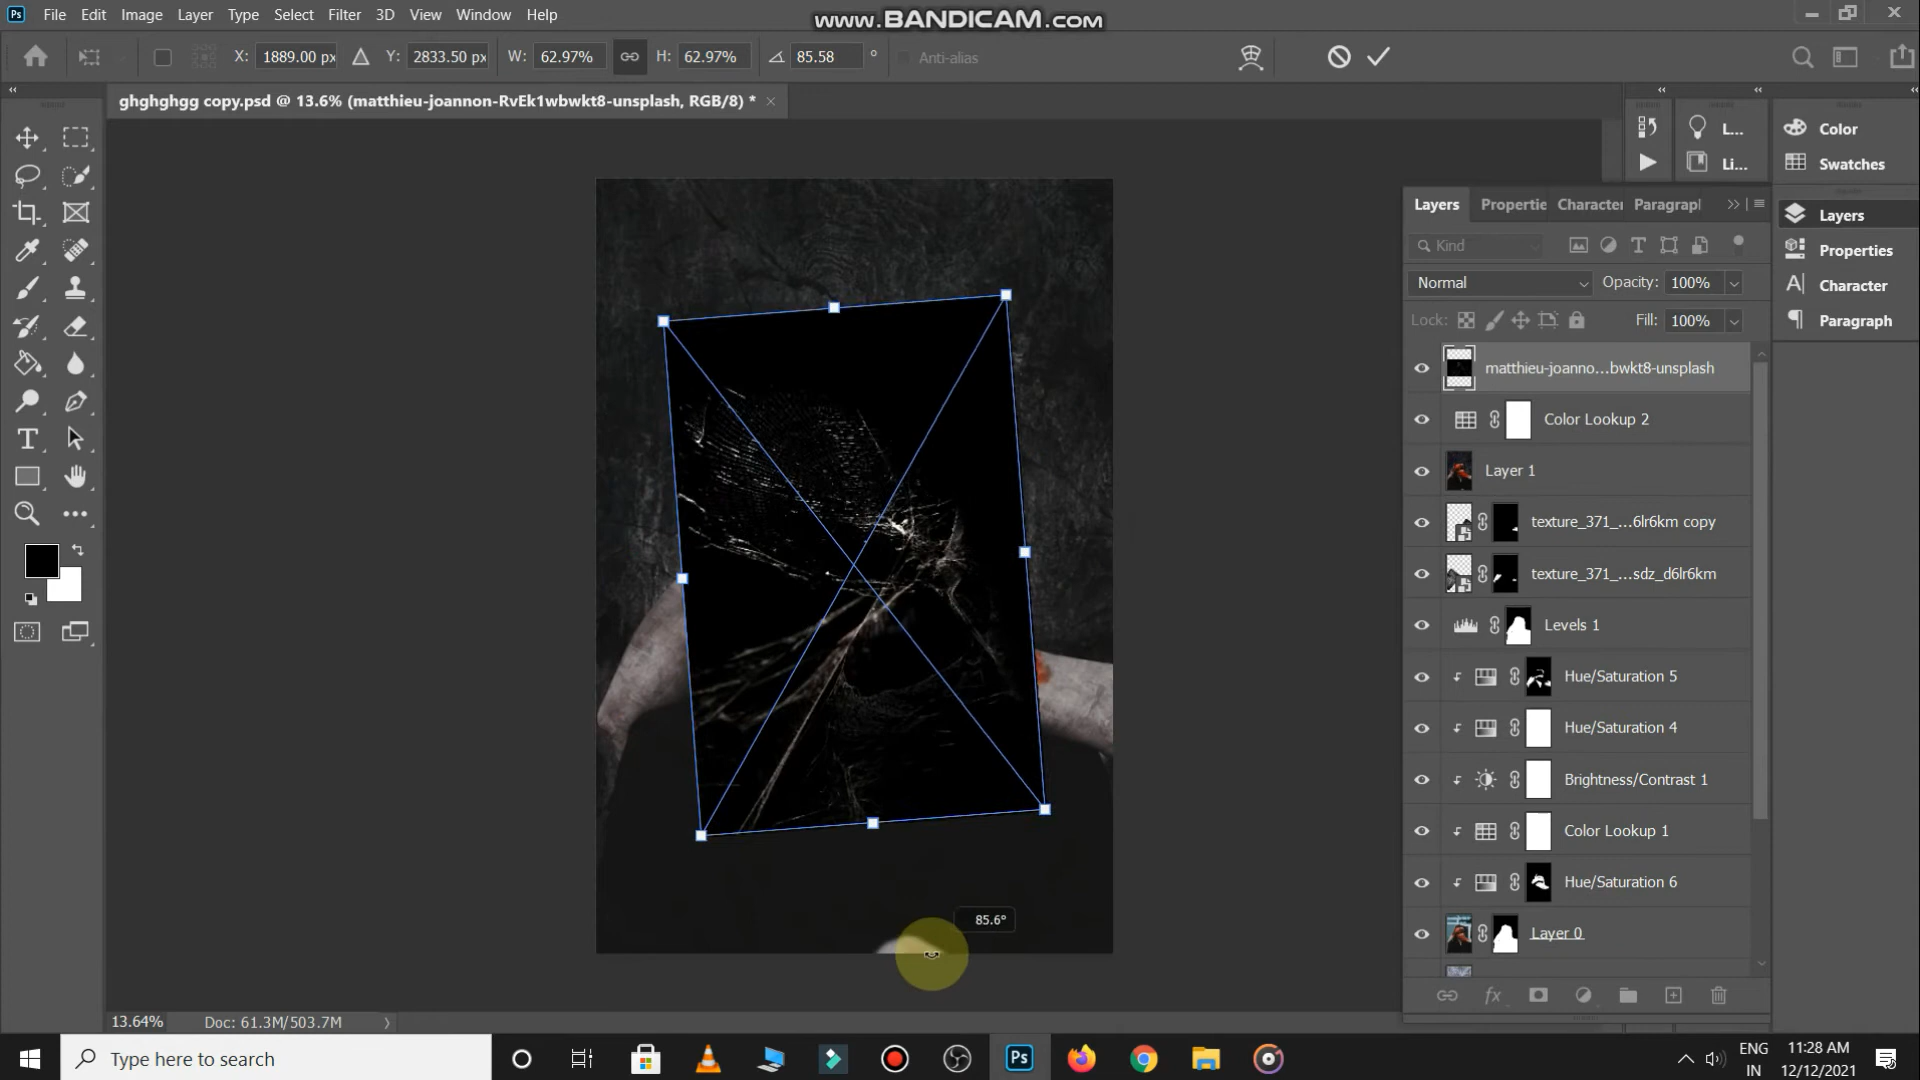 File Edit Image Layer Type Select Filter 3D View Window Help
www.BANDICAM.com
X: 1889.00 px Y: 2833.50 px W: 62.97% H: 62.97% 85.58 ° Anti-alias
ghghghgg copy.psd @ 13.6% (matthieu-joannon-RvEk1wbwkt8-unsplash, RGB/8) *
L...
Li...
Color
Swatches
Layers
Properties
Character
Paragraph
Layers Propertie Character Paragrap
Kind
Normal Opacity: 100%
Lock: Fill: 100%
matthieu-joanno...bwkt8-unsplash
Color Lookup 2
Layer 1
texture_371_...6lr6km copy
texture_371_...sdz_d6lr6km
Levels 1
Hue/Saturation 5
Hue/Saturation 4
Brightness/Contrast 1
Color Lookup 1
Hue/Saturation 6
Layer 0
fx
85.6°
13.64% Doc: 61.3M/503.7M
Type here to search
Ps
ENG
IN
11:28 AM
12/12/2021